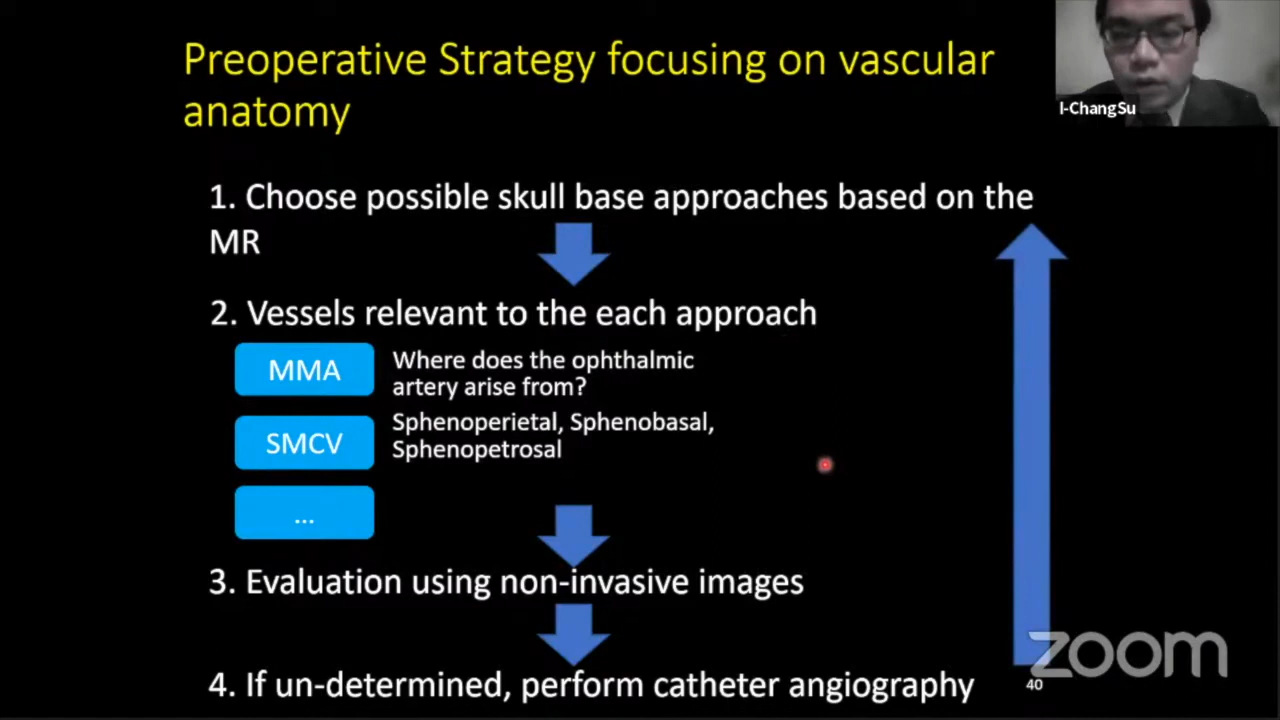 Preoperative Strategy focusing on vascular
anatomy
I-ChangSu
1. Choose possible skull base approaches based on the
MR
2. Vessels relevant to the each approach
MMA
Where does the ophthalmic
artery arise from?
SMCV
Sphenoperietal, Sphenobasal,
Sphenopetrosal
...
3. Evaluation using non-invasive images
4. If un-determined, perform catheter angiography
zoom
40